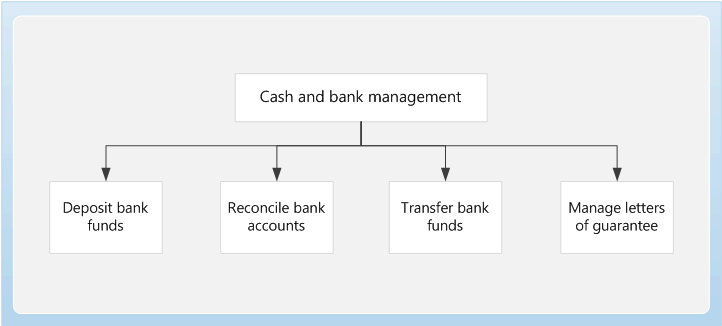 Cash and bank management
Deposit bank
funds
Reconcile bank
accounts
Transfer bank
funds
Manage letters
of guarantee